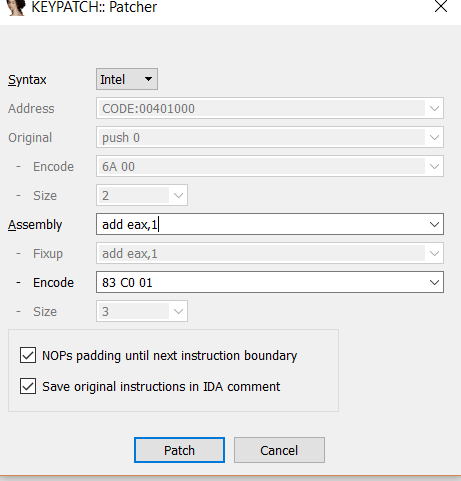 KEYPATCH:: Patcher
Syntax Intel
Address CODE:00401000
Original push 0
- Encode 6A 00
- Size 2
Assembly add eax,1
- Fixup add eax,1
- Encode 83 C0 01
- Size 3
NOPs padding until next instruction boundary
Save original instructions in IDA comment
Patch Cancel